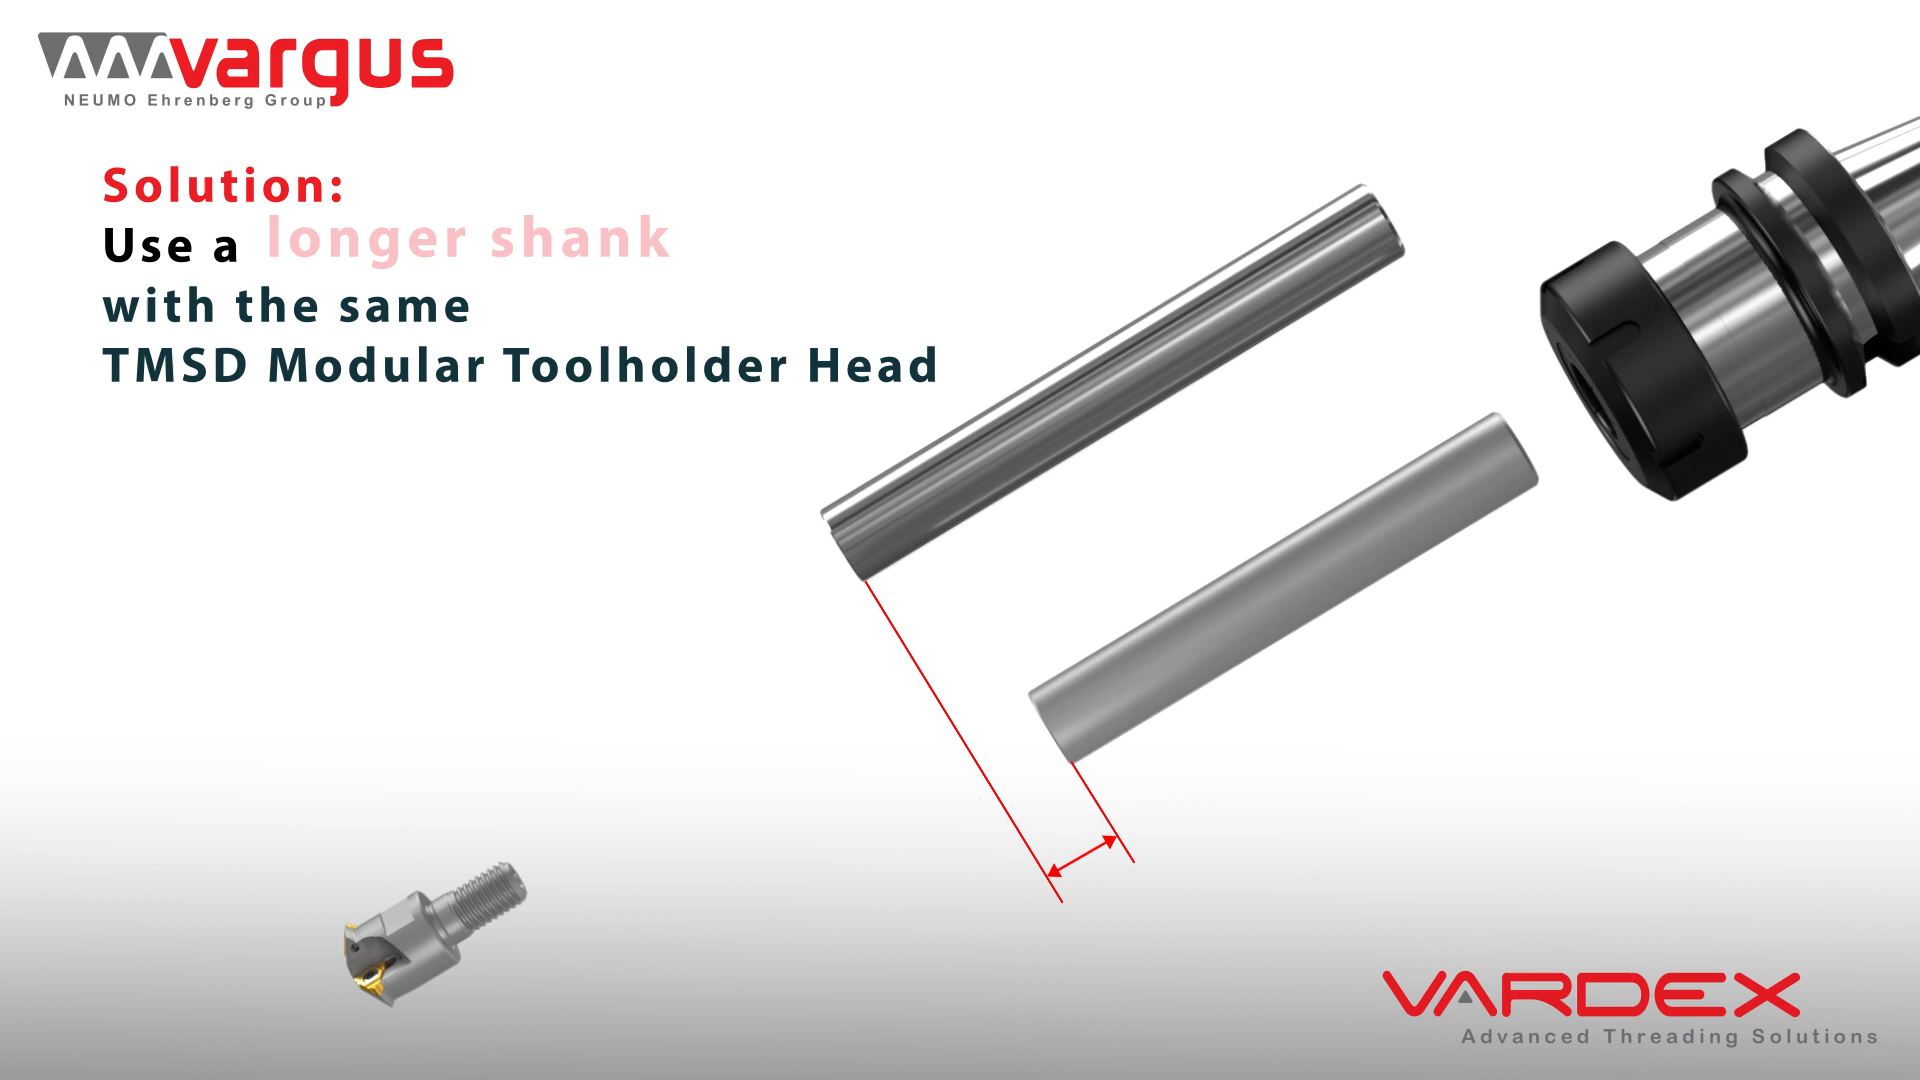 vargus
NEUMO Ehrenberg Group
Solution:
Use a longer shank
with the same
TMSD Modular Toolholder Head
VARDEX
Advanced Threading Solutions